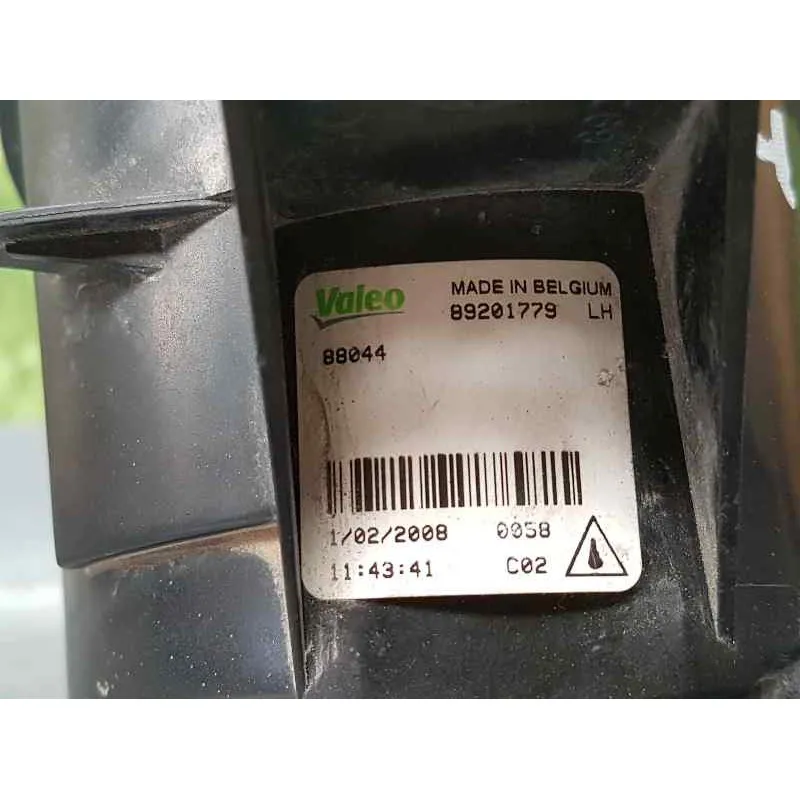 Valeo
MADE IN BELGIUM
89201779 LH
88044
1/02/2008 0058
11:43:41 C02